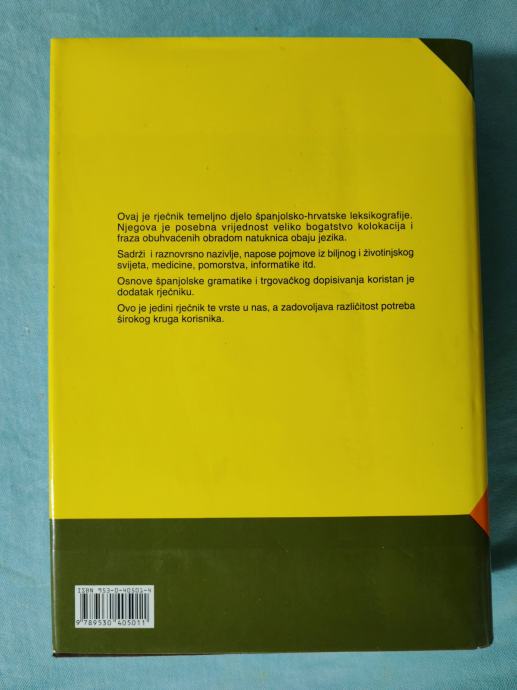 Ovaj je rječnik temeljno djelo španjolsko-hrvatske leksikografije.
Njegova je posebna vrijednost veliko bogatstvo kolokacija i
fraza obuhvaćenih obradom natuknica obaju jezika.
Sadrži i raznovrsno nazivlje, napose pojmove iz biljnog i životinjskog
svijeta, medicine, pomorstva, informatike itd.
Osnove španjolske gramatike i trgovačkog dopisivanja koristan je
dodatak rječniku.
Ovo je jedini rječnik te vrste u nas, a zadovoljava različitost potreba
širokog kruga korisnika.
ISBN 953-0-40501-4
9 789530 405011